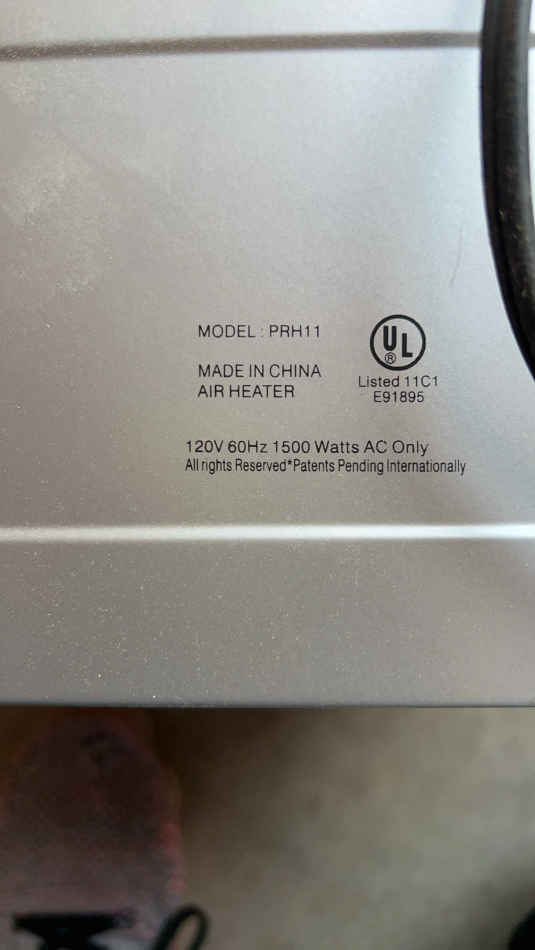 MODEL : PRH11
MADE IN CHINA
AIR HEATER
UL
®
Listed 11C1
E91895
120V 60Hz 1500 Watts AC Only
All rights Reserved*Patents Pending Internationally